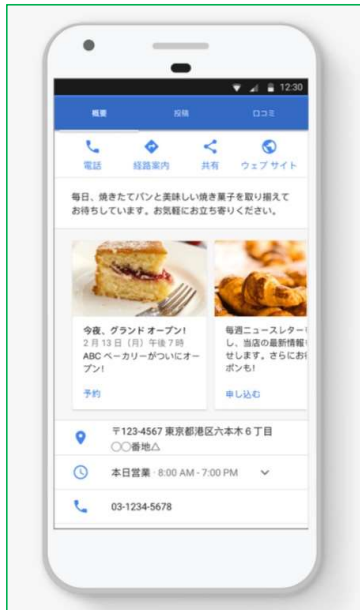 12:30
概要 投稿 口コミ
電話 経路案内 共有 ウェブ サイト
毎日、焼きたてパンと美味しい焼き菓子を取り揃えて
お待ちしています。お気軽にお立ち寄りください。
今夜、グランド オープン!
2 月 13 日（月）午後 7 時
ABC ベーカリーがついにオー
プン!
予約
毎週ニュースレター
し、当店の最新情報
せします。さらにお
ポンも!
申し込む
〒123-4567 東京都港区六本木 6 丁目
○○番地△
本日営業 · 8:00 AM - 7:00 PM
03-1234-5678